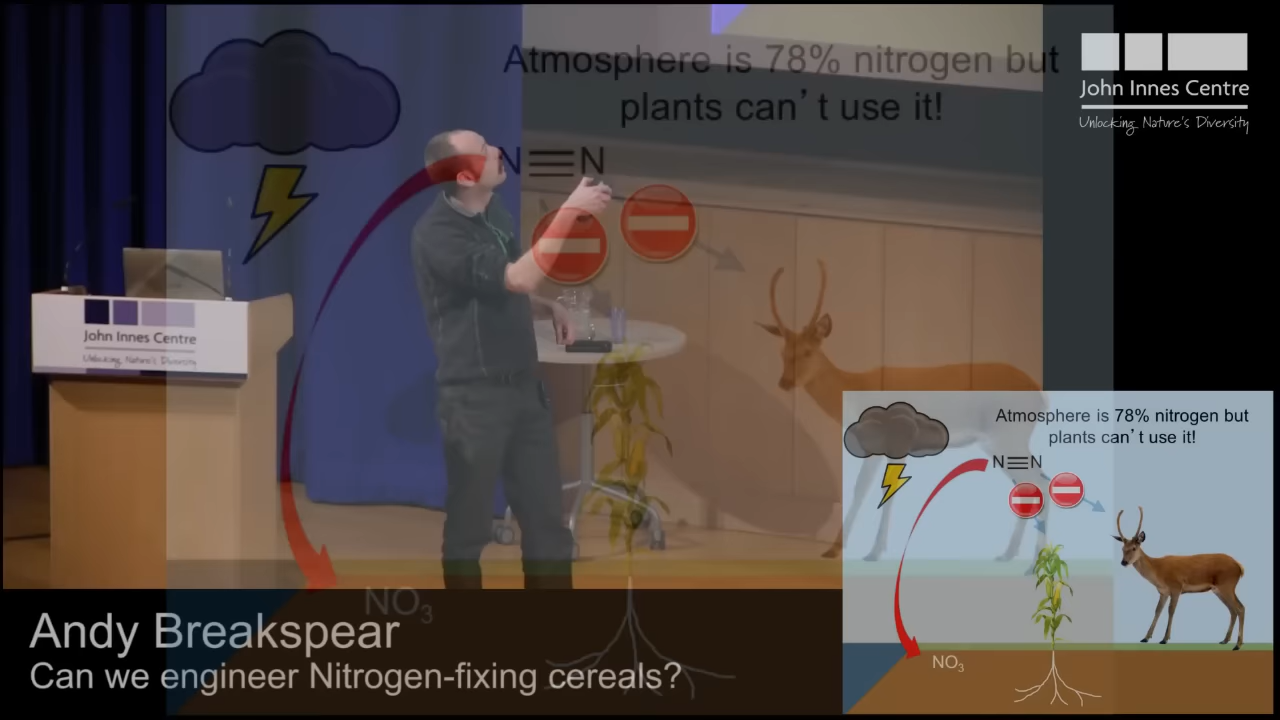 Atmosphere is 78% nitrogen but
plants can’t use it!
N≡N
John Innes Centre
Unlocking Nature's Diversity
John Innes Centre
Unlocking Nature's Diversity
NO3
Andy Breakspear
Can we engineer Nitrogen-fixing cereals?
Atmosphere is 78% nitrogen but
plants can’t use it!
N≡N
NO3